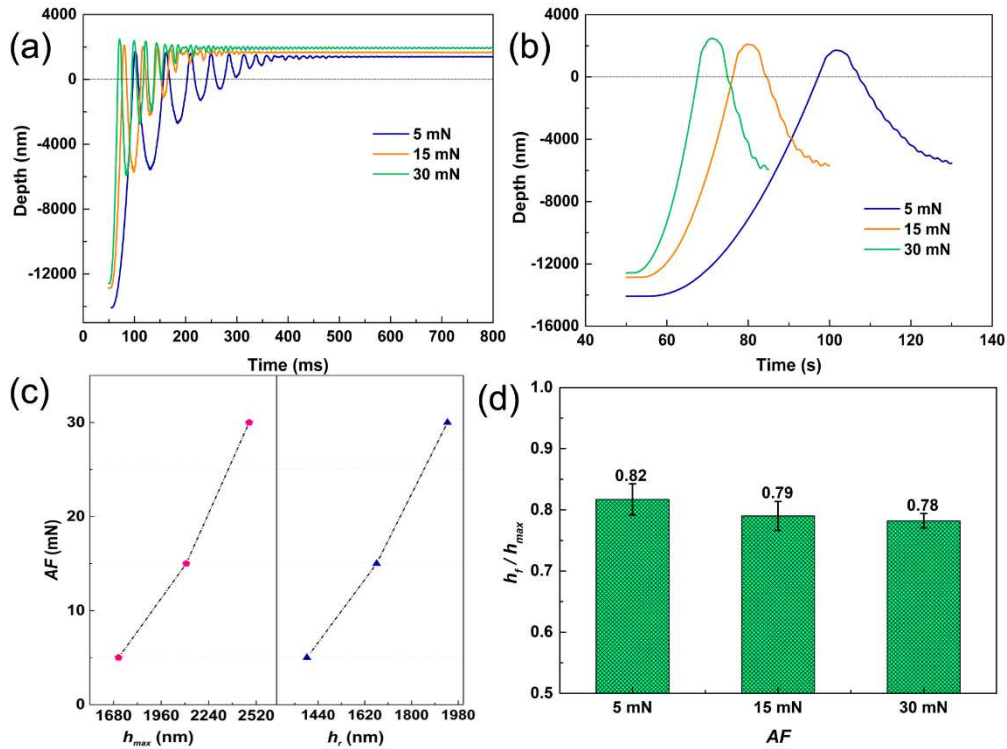 (a)
0
-4000
-8000
-12000
Depth (nm)
5 mN
15 mN
30 mN
0 100 200 300 400 500 600 700 800
Time (ms)
(b)
4000
0
-4000
-8000
-12000
-16000
Depth (nm)
5 mN
15 mN
30 mN
40 60 80 100 120 140
Time (s)
(c)
30
20
10
0
AF (mN)
1680 1960 2240 2520 1440 1620 1800 1980
hmax (nm) hr (nm)
(d)
1.0
0.9
0.8
0.7
0.6
0.5
hf / hmax
0.82
0.79
0.78
5 mN 15 mN 30 mN
AF